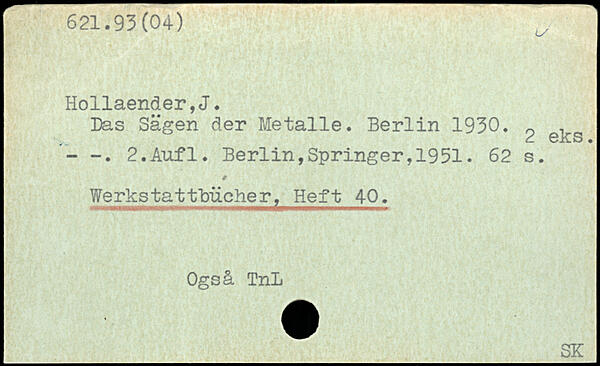 621.93(04)
Hollaender,J.
Das Sägen der Metalle. Berlin 1930. 2 eks.
- -. 2.Aufl. Berlin,Springer,1951. 62 s.
Werkstattbücher, Heft 40.
Også TnL
SK